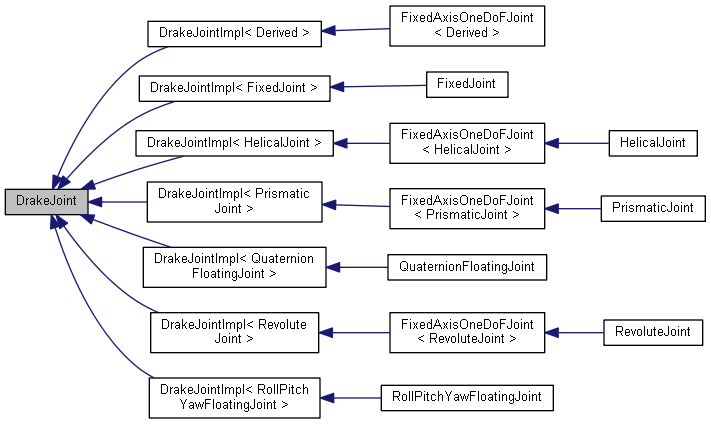 DrakeJoint
DrakeJointImpl< Derived >
FixedAxisOneDoFJoint
< Derived >
DrakeJointImpl< FixedJoint >
FixedJoint
DrakeJointImpl< HelicalJoint >
FixedAxisOneDoFJoint
< HelicalJoint >
HelicalJoint
DrakeJointImpl< Prismatic
Joint >
FixedAxisOneDoFJoint
< PrismaticJoint >
PrismaticJoint
DrakeJointImpl< Quaternion
FloatingJoint >
QuaternionFloatingJoint
DrakeJointImpl< Revolute
Joint >
FixedAxisOneDoFJoint
< RevoluteJoint >
RevoluteJoint
DrakeJointImpl< RollPitch
YawFloatingJoint >
RollPitchYawFloatingJoint